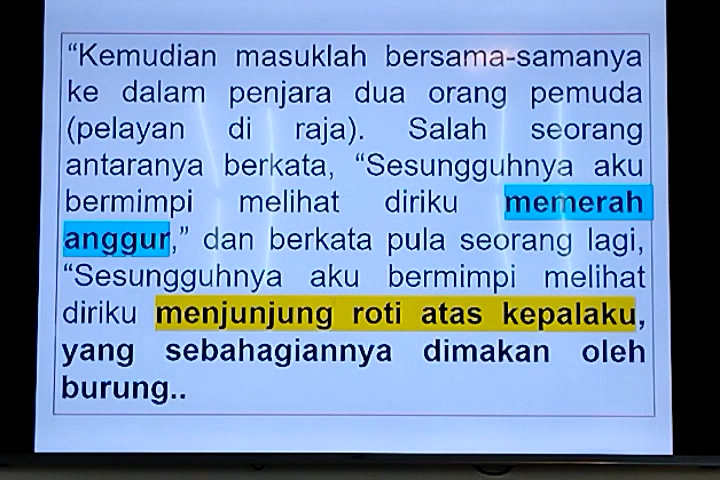 “Kemudian masuklah bersama-samanya
ke dalam penjara dua orang pemuda
(pelayan di raja). Salah seorang
antaranya berkata, “Sesungguhnya aku
bermimpi melihat diriku memerah
anggur,” dan berkata pula seorang lagi,
“Sesungguhnya aku bermimpi melihat
diriku menjunjung roti atas kepalaku,
yang sebahagiannya dimakan oleh
burung..